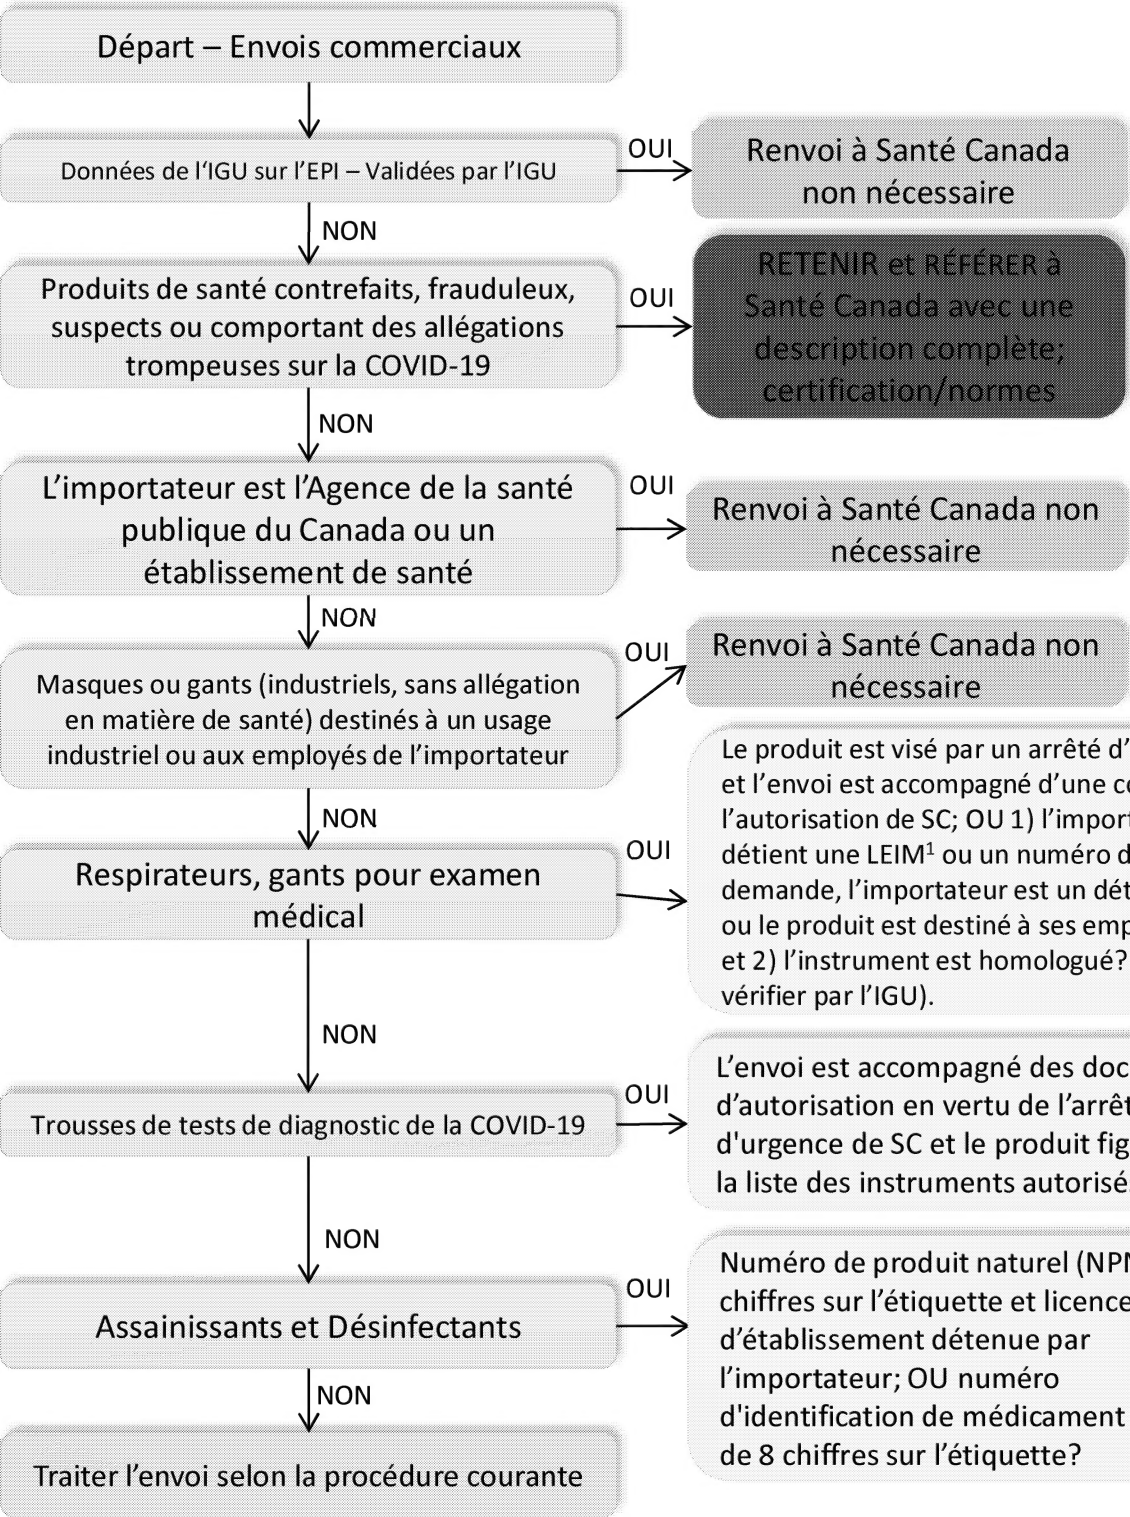 Départ – Envois commerciaux
Données de l‘IGU sur l’EPI – Validées par l’IGU
OUI
Renvoi à Santé Canada
non nécessaire
NON
Produits de santé contrefaits, frauduleux,
suspects ou comportant des allégations
trompeuses sur la COVID-19
OUI
RETENIR et RÉFÉRER à
Santé Canada avec une
description complète;
certification/normes
NON
L’importateur est l’Agence de la santé
publique du Canada ou un
établissement de santé
OUI
Renvoi à Santé Canada non
nécessaire
NON
Masques ou gants (industriels, sans allégation
en matière de santé) destinés à un usage
industriel ou aux employés de l’importateur
OUI
Renvoi à Santé Canada non
nécessaire
NON
Respirateurs, gants pour examen
médical
OUI
Le produit est visé par un arrêté d’
et l’envoi est accompagné d’une
l’autorisation de SC; OU 1)
détient une LEIM¹ ou un numéro
demande, l’importateur est un
ou le produit est destiné à ses
et 2) l’instrument est homologué?
vérifier par l’IGU).
NON
Trousses de tests de diagnostic de la COVID-19
OUI
L’envoi est accompagné des
d’autorisation en vertu de
d'urgence de SC et le produit
la liste des instruments
NON
Assainissants et Désinfectants
OUI
Numéro de produit naturel
chiffres sur l’étiquette et licence
d’établissement détenue par
l’importateur; OU numéro
d'identification de médicament
de 8 chiffres sur l’étiquette?
NON
Traiter l’envoi selon la procédure courante